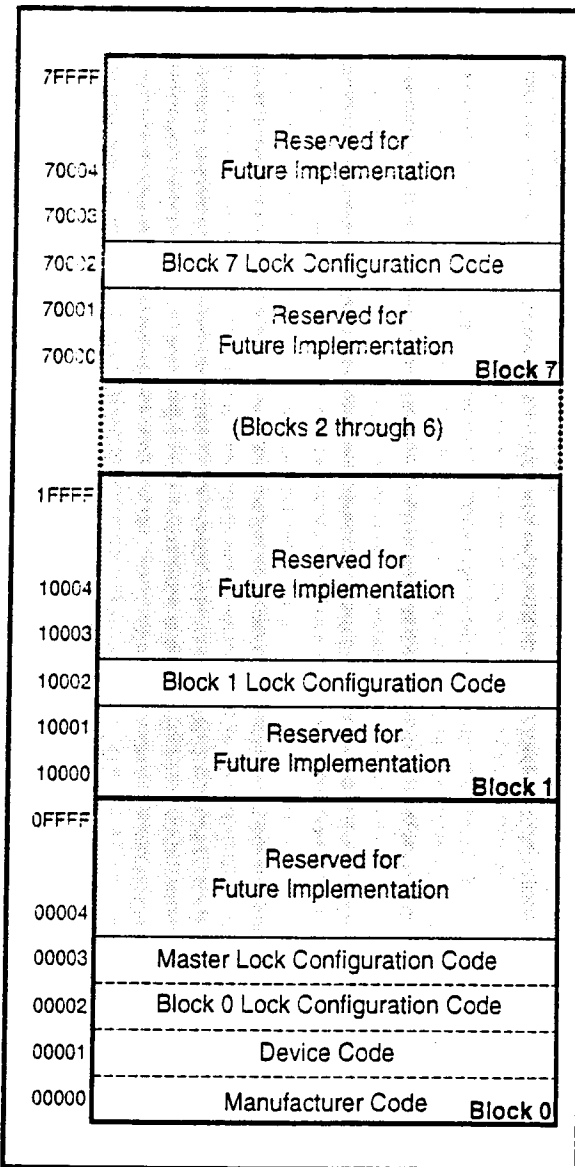 7FFFF
Reserved for
Future Implementation
70004
70003
70002 Block 7 Lock Configuration Code
70001
Reserved for
Future Implementation
70000
Block 7
(Blocks 2 through 6)
1FFFF
Reserved for
Future Implementation
10004
10003
10002 Block 1 Lock Configuration Code
10001
Reserved for
Future Implementation
10000
Block 1
0FFFF
Reserved for
Future Implementation
00004
00003 Master Lock Configuration Code
00002 Block 0 Lock Configuration Code
00001 Device Code
00000 Manufacturer Code Block 0